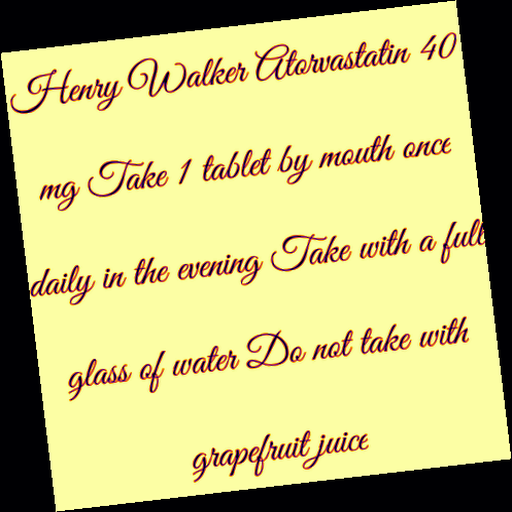 Henry Walker Atorvastatin 40
mg Take 1 tablet by mouth once
daily in the evening Take with a full
glass of water Do not take with
grapefruit juice